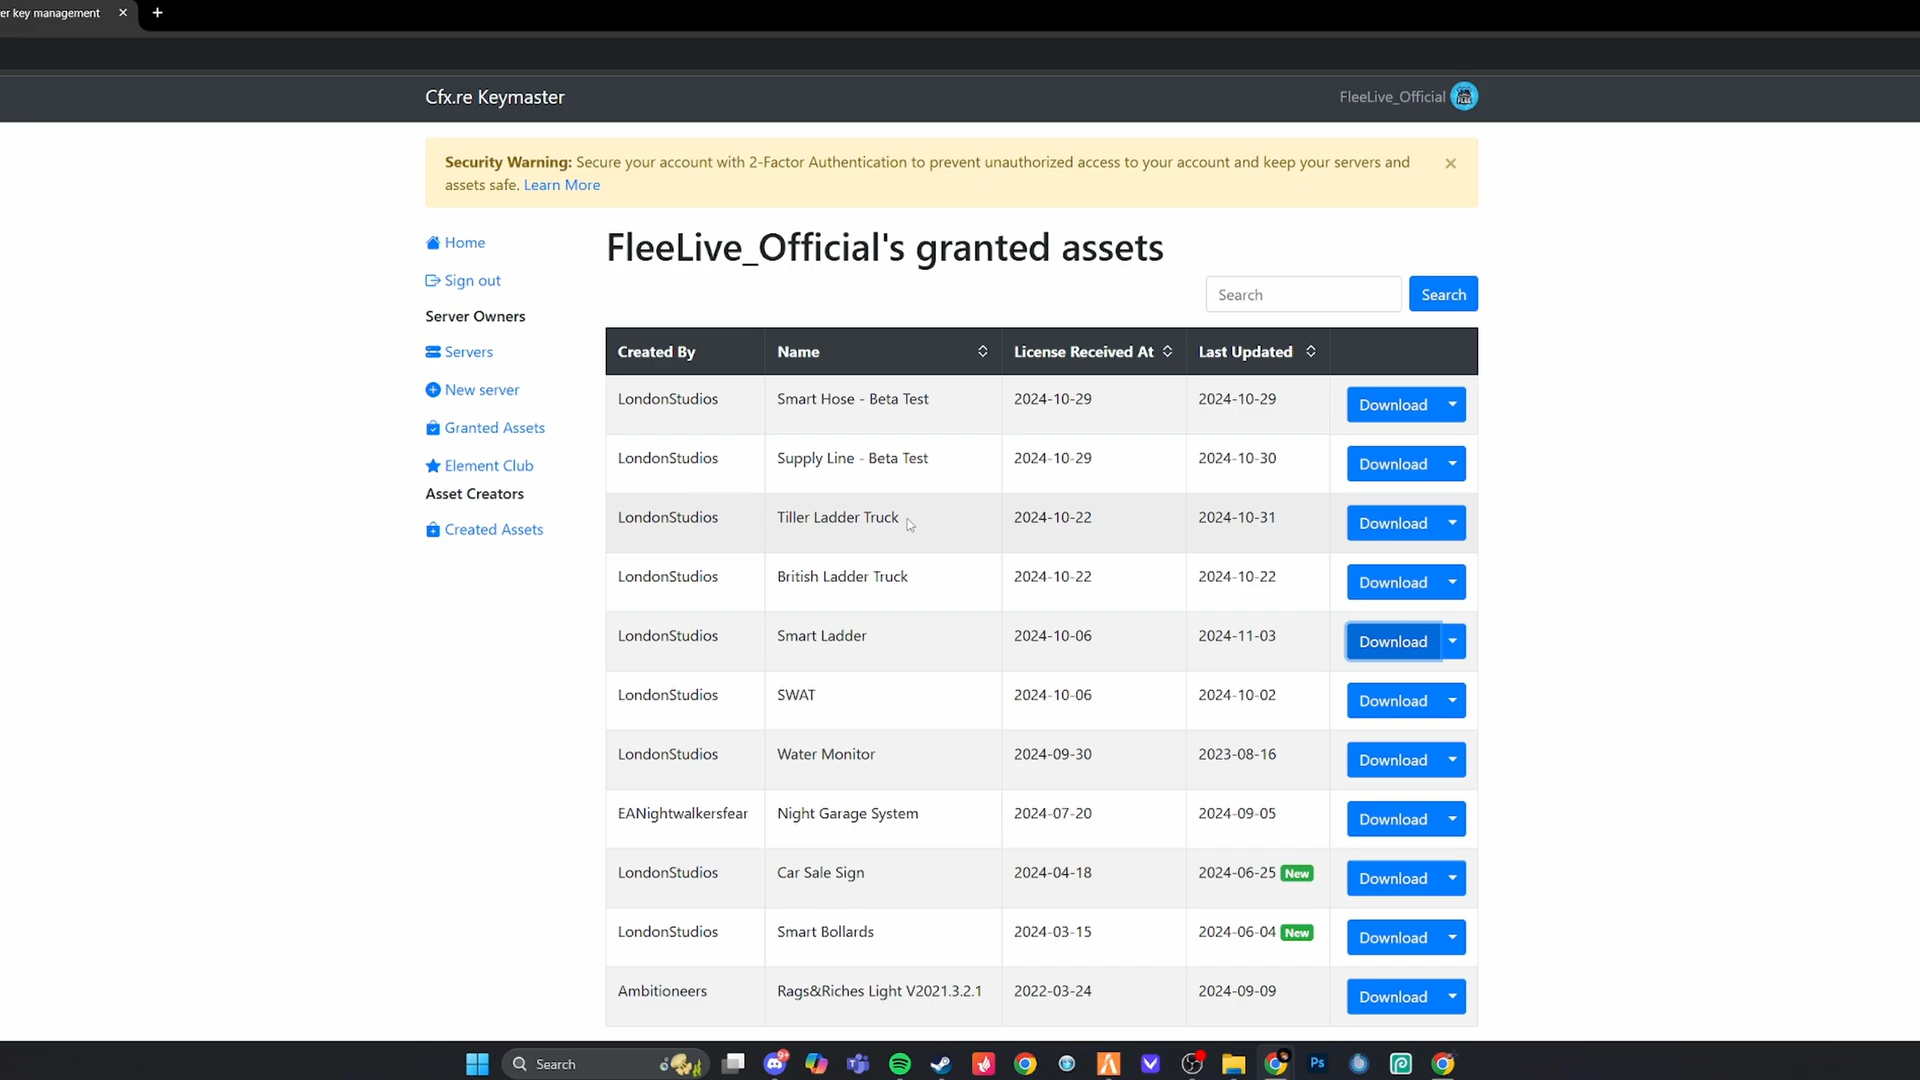 er key management
Cfx.re Keymaster
FleeLive_Official
Security Warning: Secure your account with 2-Factor Authentication to prevent unauthorized access to your account and keep your servers and
assets safe. Learn More
Home
Sign out
Server Owners
Servers
New server
Granted Assets
Element Club
Asset Creators
Created Assets
FleeLive_Official's granted assets
Search Search
Created By Name License Received At Last Updated
LondonStudios Smart Hose - Beta Test 2024-10-29 2024-10-29 Download
LondonStudios Supply Line - Beta Test 2024-10-29 2024-10-30 Download
LondonStudios Tiller Ladder Truck 2024-10-22 2024-10-31 Download
LondonStudios British Ladder Truck 2024-10-22 2024-10-22 Download
LondonStudios Smart Ladder 2024-10-06 2024-11-03 Download
LondonStudios SWAT 2024-10-06 2024-10-02 Download
LondonStudios Water Monitor 2024-09-30 2023-08-16 Download
EANightwalkersfear Night Garage System 2024-07-20 2024-09-05 Download
LondonStudios Car Sale Sign 2024-04-18 2024-06-25 New Download
LondonStudios Smart Bollards 2024-03-15 2024-06-04 New Download
Ambitioneers Rags&Riches Light V2021.3.2.1 2022-03-24 2024-09-09 Download
Search
Ps